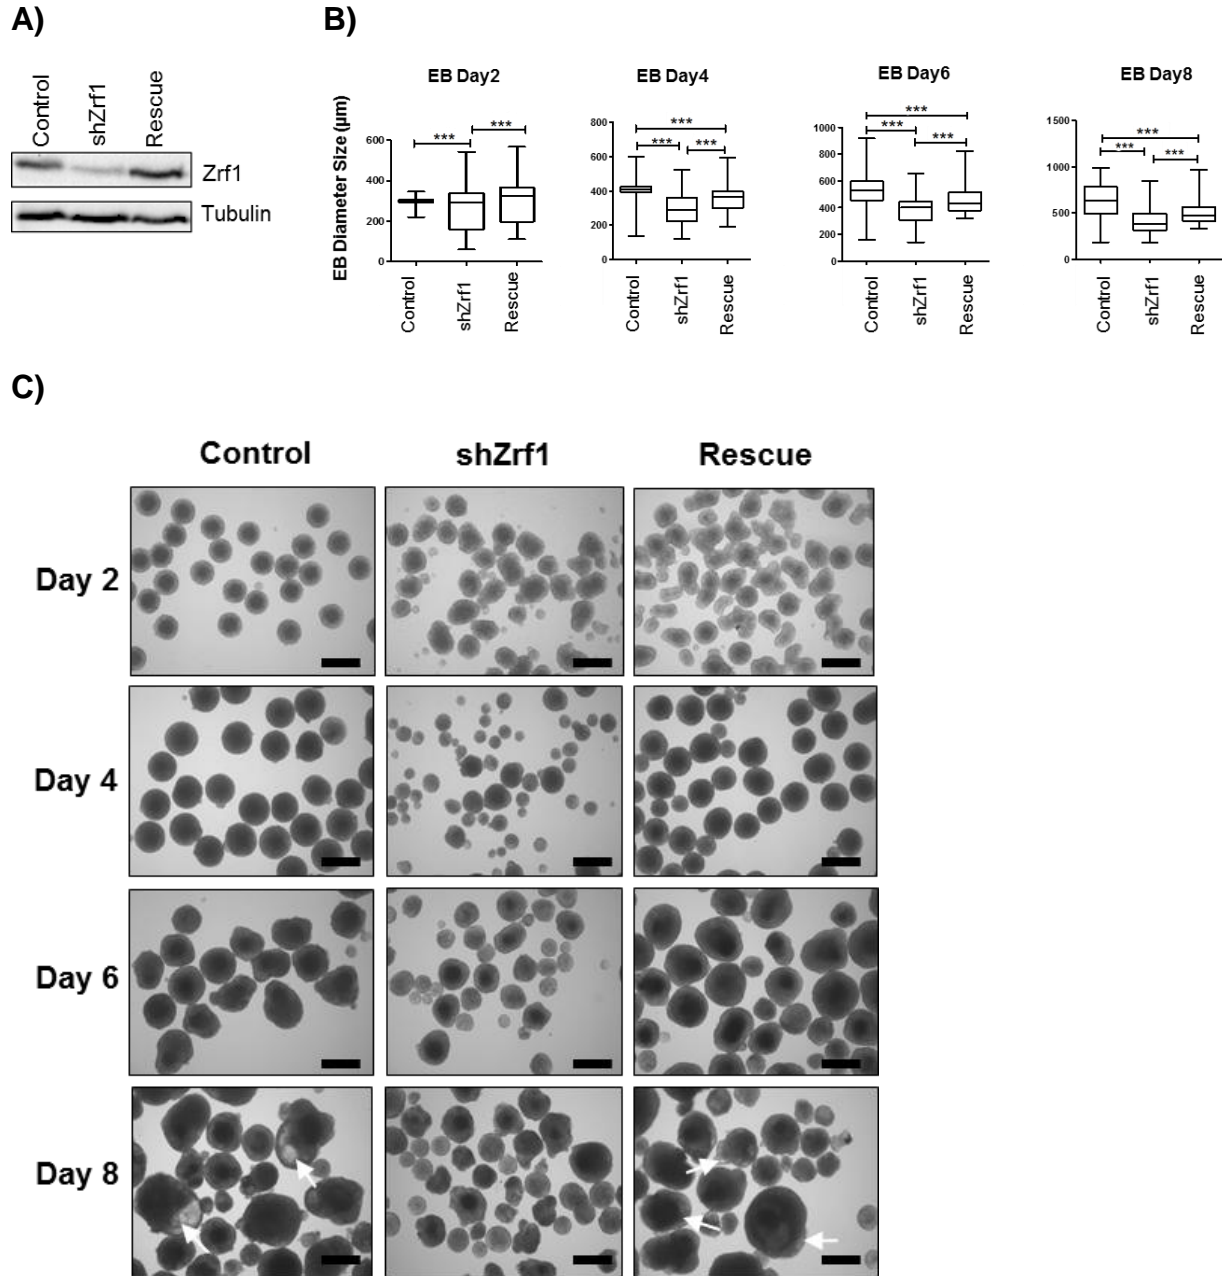 A)
Control
shZrf1
Rescue
Zrf1
Tubulin
B)
EB Diameter Size (µm)
EB Day2
600
400
200
0
***
***
Control
shZrf1
Rescue
EB Day4
800
600
400
200
0
***
***
***
Control
shZrf1
Rescue
EB Day6
1000
800
600
400
200
0
***
***
***
Control
shZrf1
Rescue
EB Day8
1500
1000
500
0
***
***
***
Control
shZrf1
Rescue
C)
Control
shZrf1
Rescue
Day 2
Day 4
Day 6
Day 8